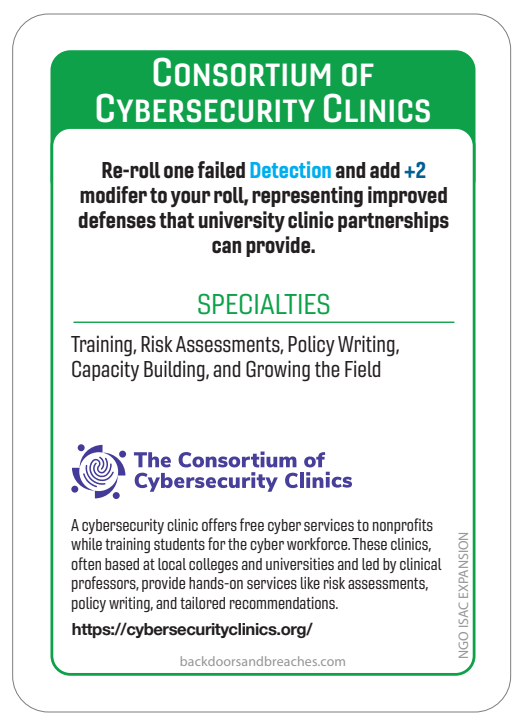 CONSORTIUM OF
CYBERSECURITY CLINICS
Re-roll one failed Detection and add +2
modifer to your roll, representing improved
defenses that university clinic partnerships
can provide.
SPECIALTIES
Training, Risk Assessments, Policy Writing,
Capacity Building, and Growing the Field
The Consortium of
Cybersecurity Clinics
A cybersecurity clinic offers free cyber services to nonprofits
while training students for the cyber workforce. These clinics,
often based at local colleges and universities and led by clinical
professors, provide hands-on services like risk assessments,
policy writing, and tailored recommendations.
https://cybersecurityclinics.org/
NGO ISAC EXPANSION
backdoorsandbreaches.com